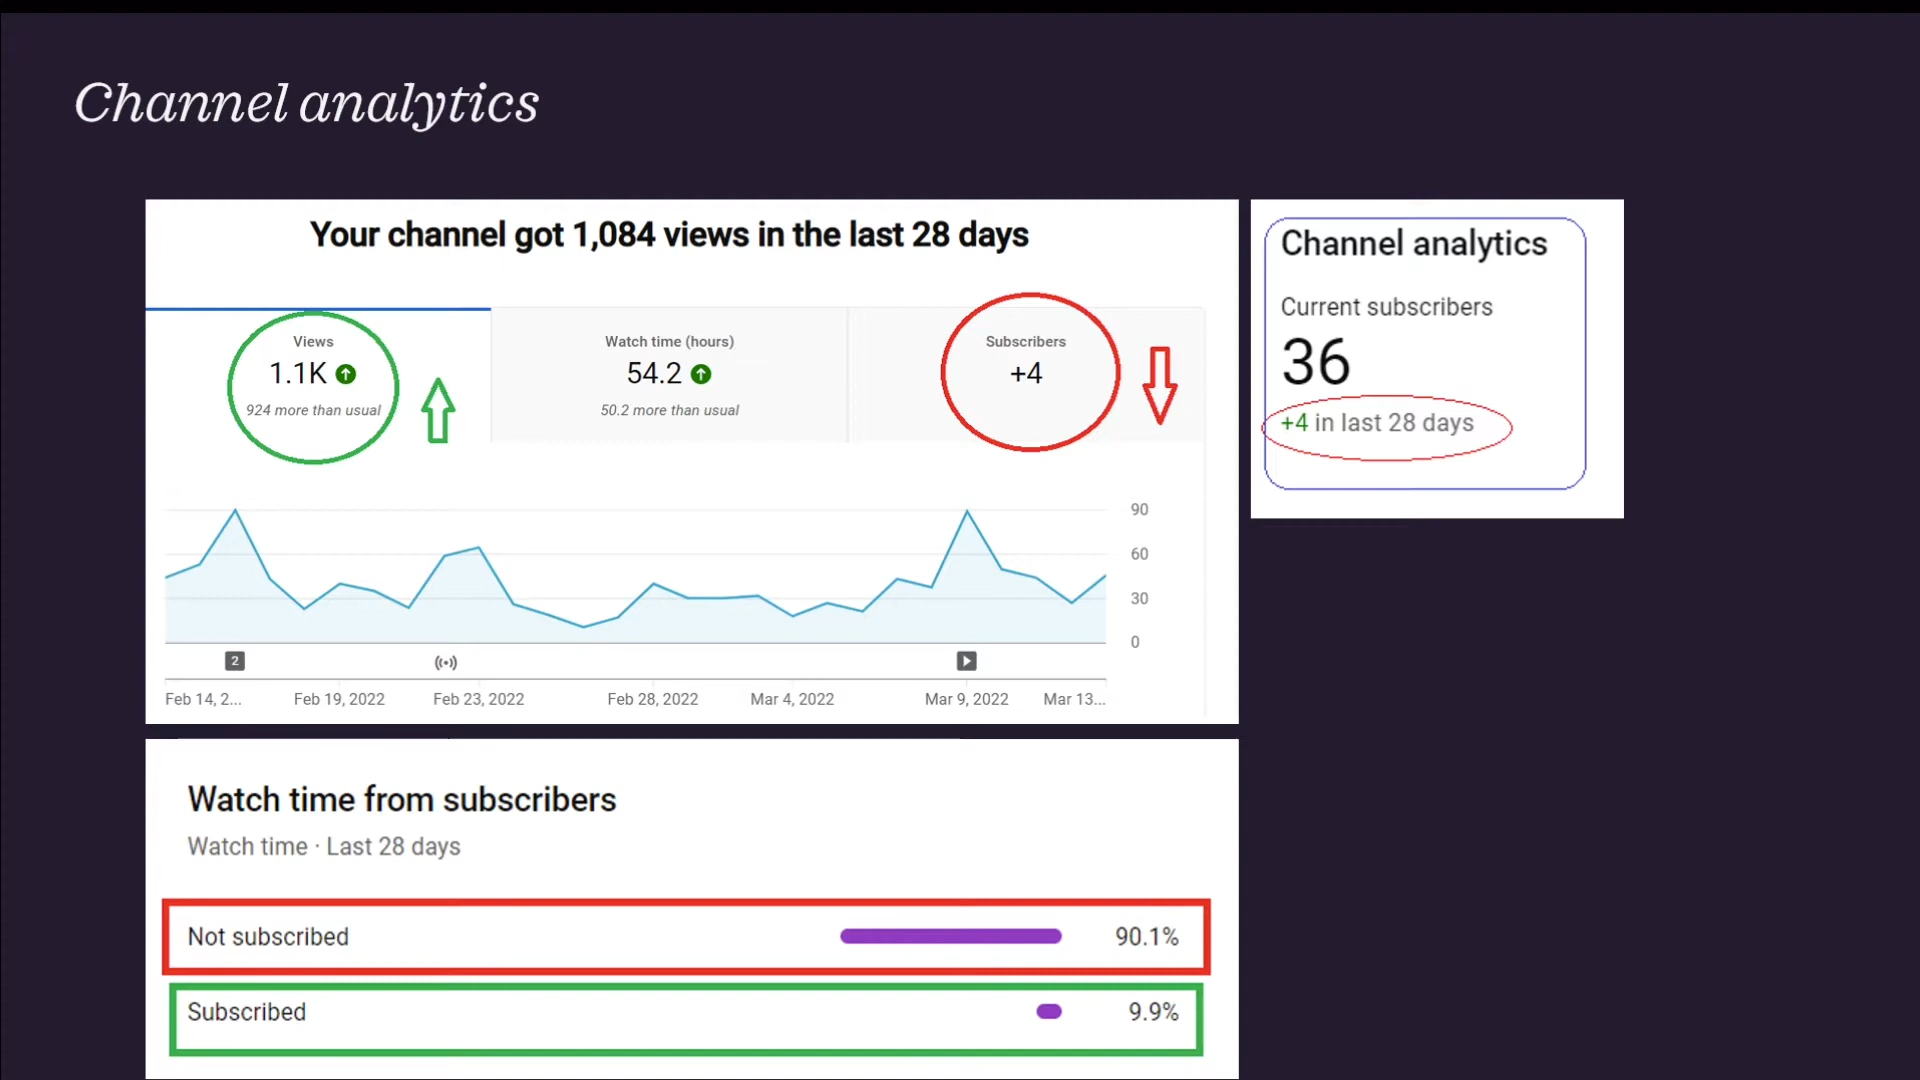 Channel analytics
Your channel got 1,084 views in the last 28 days
Views
1.1K
924 more than usual
Watch time (hours)
54.2
50.2 more than usual
Subscribers
+4
90
60
30
0
2
Feb 14, 2...
Feb 19, 2022
Feb 23, 2022
Feb 28, 2022
Mar 4, 2022
Mar 9, 2022
Mar 13...
Channel analytics
Current subscribers
36
+4 in last 28 days
Watch time from subscribers
Watch time · Last 28 days
Not subscribed 90.1%
Subscribed 9.9%